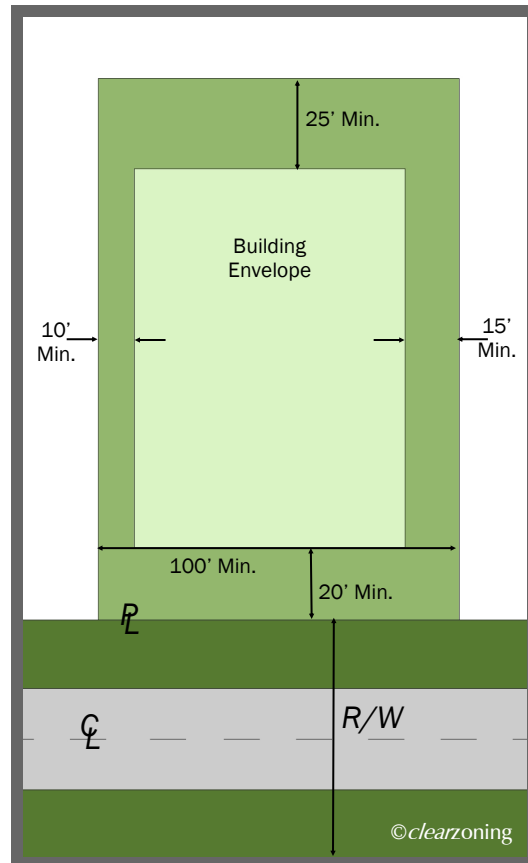 25’ Min.
Building
Envelope
10’
Min.
15’
Min.
100’ Min.
20’ Min.
PL
R/W
CL
©clearzoning